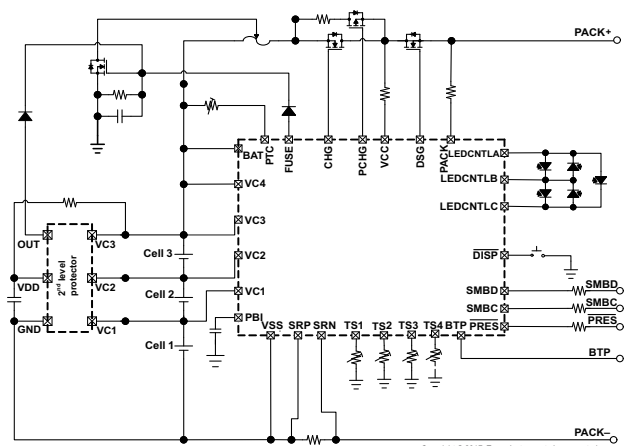 PACK+
PTC
FUSE
CHG
PCHG
VCC
DSG
PACK
BAT
VC4
VC3
VC2
VC1
PBI
LEDCNTLA
LEDCNTLB
LEDCNTLC
DISP
SMBD
SMBC
PRES
SMBD
SMBC
PRES
BTP
VSS
SRP
SRN
TS1
TS2
TS3
TS4
BTP
OUT
VDD
GND
2nd level
protector
VC3
VC2
VC1
Cell 3
Cell 2
Cell 1
PACK–